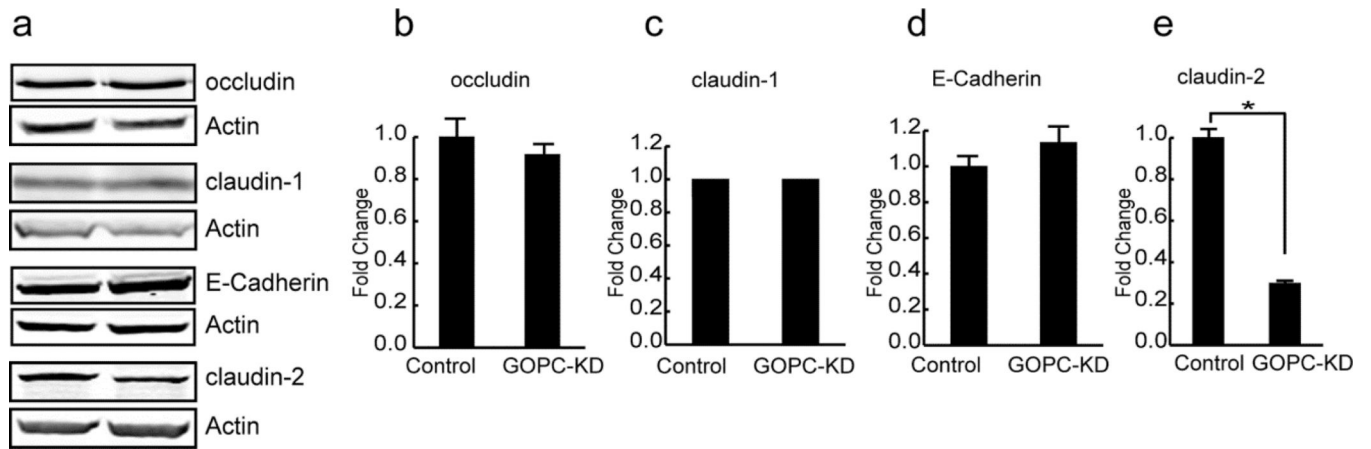 a
occludin
Actin
claudin-1
Actin
E-Cadherin
Actin
claudin-2
Actin
b
occludin
Fold Change
1.0
0.8
0.6
0.4
0.2
0.0
Control GOPC-KD
c
claudin-1
Fold Change
1.2
1.0
0.8
0.6
0.4
0.2
0.0
Control GOPC-KD
d
E-Cadherin
Fold Change
1.2
1.0
0.8
0.6
0.4
0.2
0.0
Control GOPC-KD
e
claudin-2
*
Fold Change
1.0
0.8
0.6
0.4
0.2
0.0
Control GOPC-KD